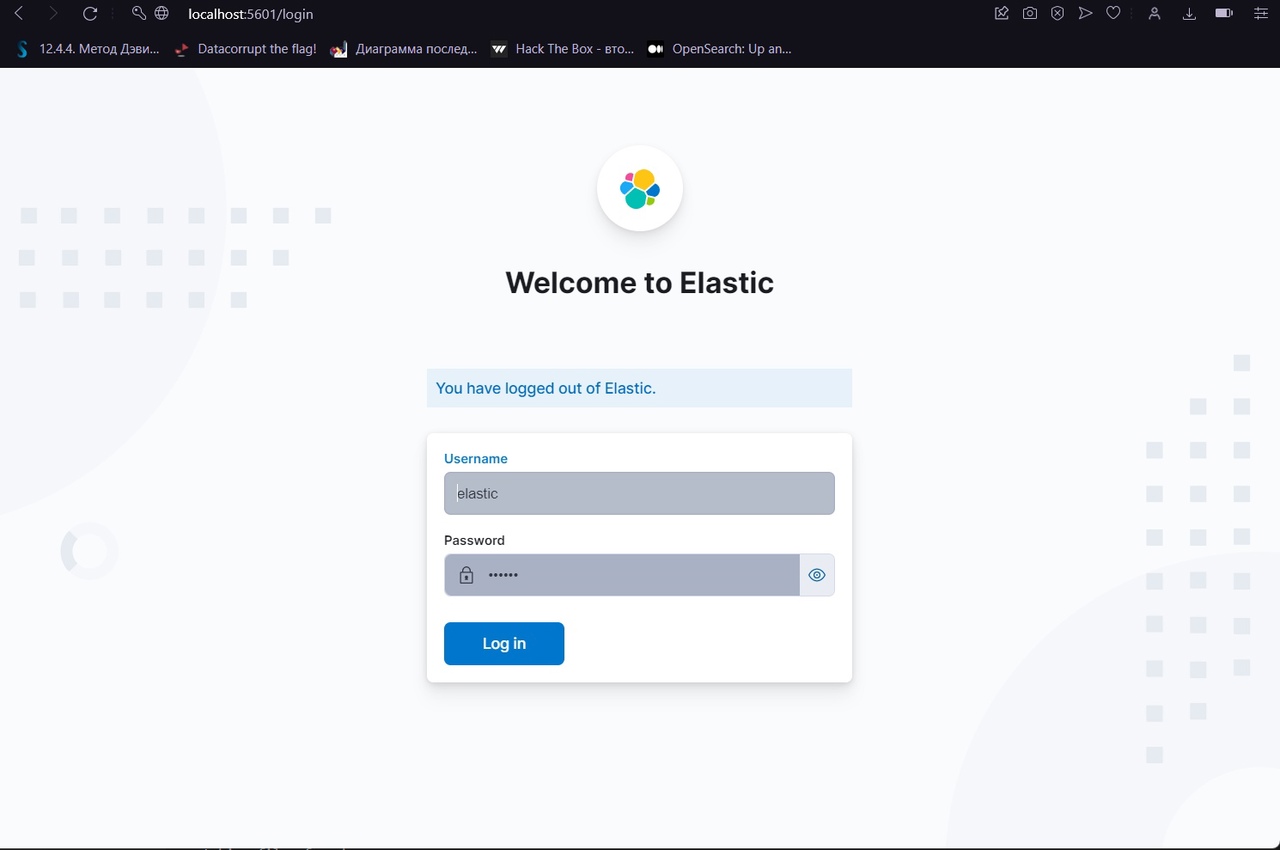 localhost:5601/login
12.4.4. Метод Дэви... Datacorrupt the flag! Диаграмма послед... Hack The Box - вто... OpenSearch: Up an...
Welcome to Elastic
You have logged out of Elastic.
Username
elastic
Password
••••••
Log in